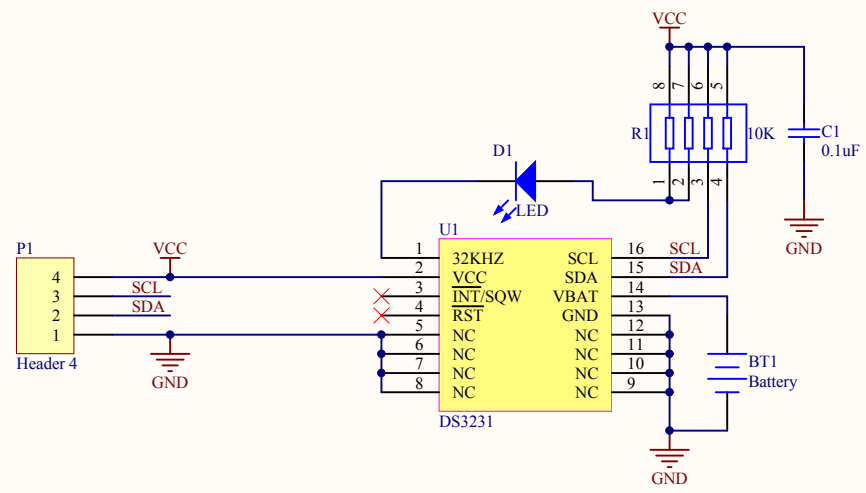 VCC
8 7 6 5
R1
10K
C1
0.1uF
1 2 3 4
GND
D1
LED
P1
VCC
4
3 SCL
2 SDA
1
Header 4
GND
U1
1 32KHZ SCL 16 SCL
2 VCC SDA 15 SDA
3 INT/SQW VBAT 14
4 RST GND 13
5 NC NC 12
6 NC NC 11
7 NC NC 10
8 NC NC 9
DS3231
BT1
Battery
GND